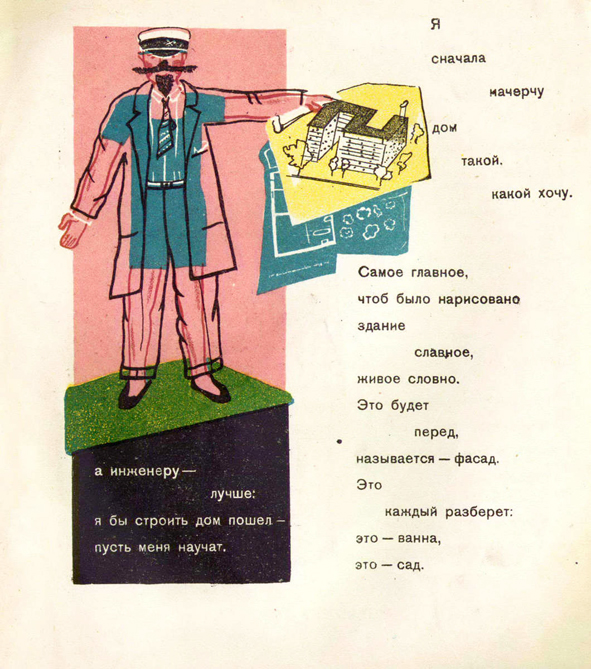 а инженеру—
лучше:
я бы строить дом пошел—
пусть меня научат.
Я
сначала
начерчу
дом
такой.
какой хочу.
Самое главное,
чтоб было нарисовано
здание
славное,
живое словно.
Это будет
перед,
называется — фасад.
Это
каждый разберет:
это — ванна,
это — сад.